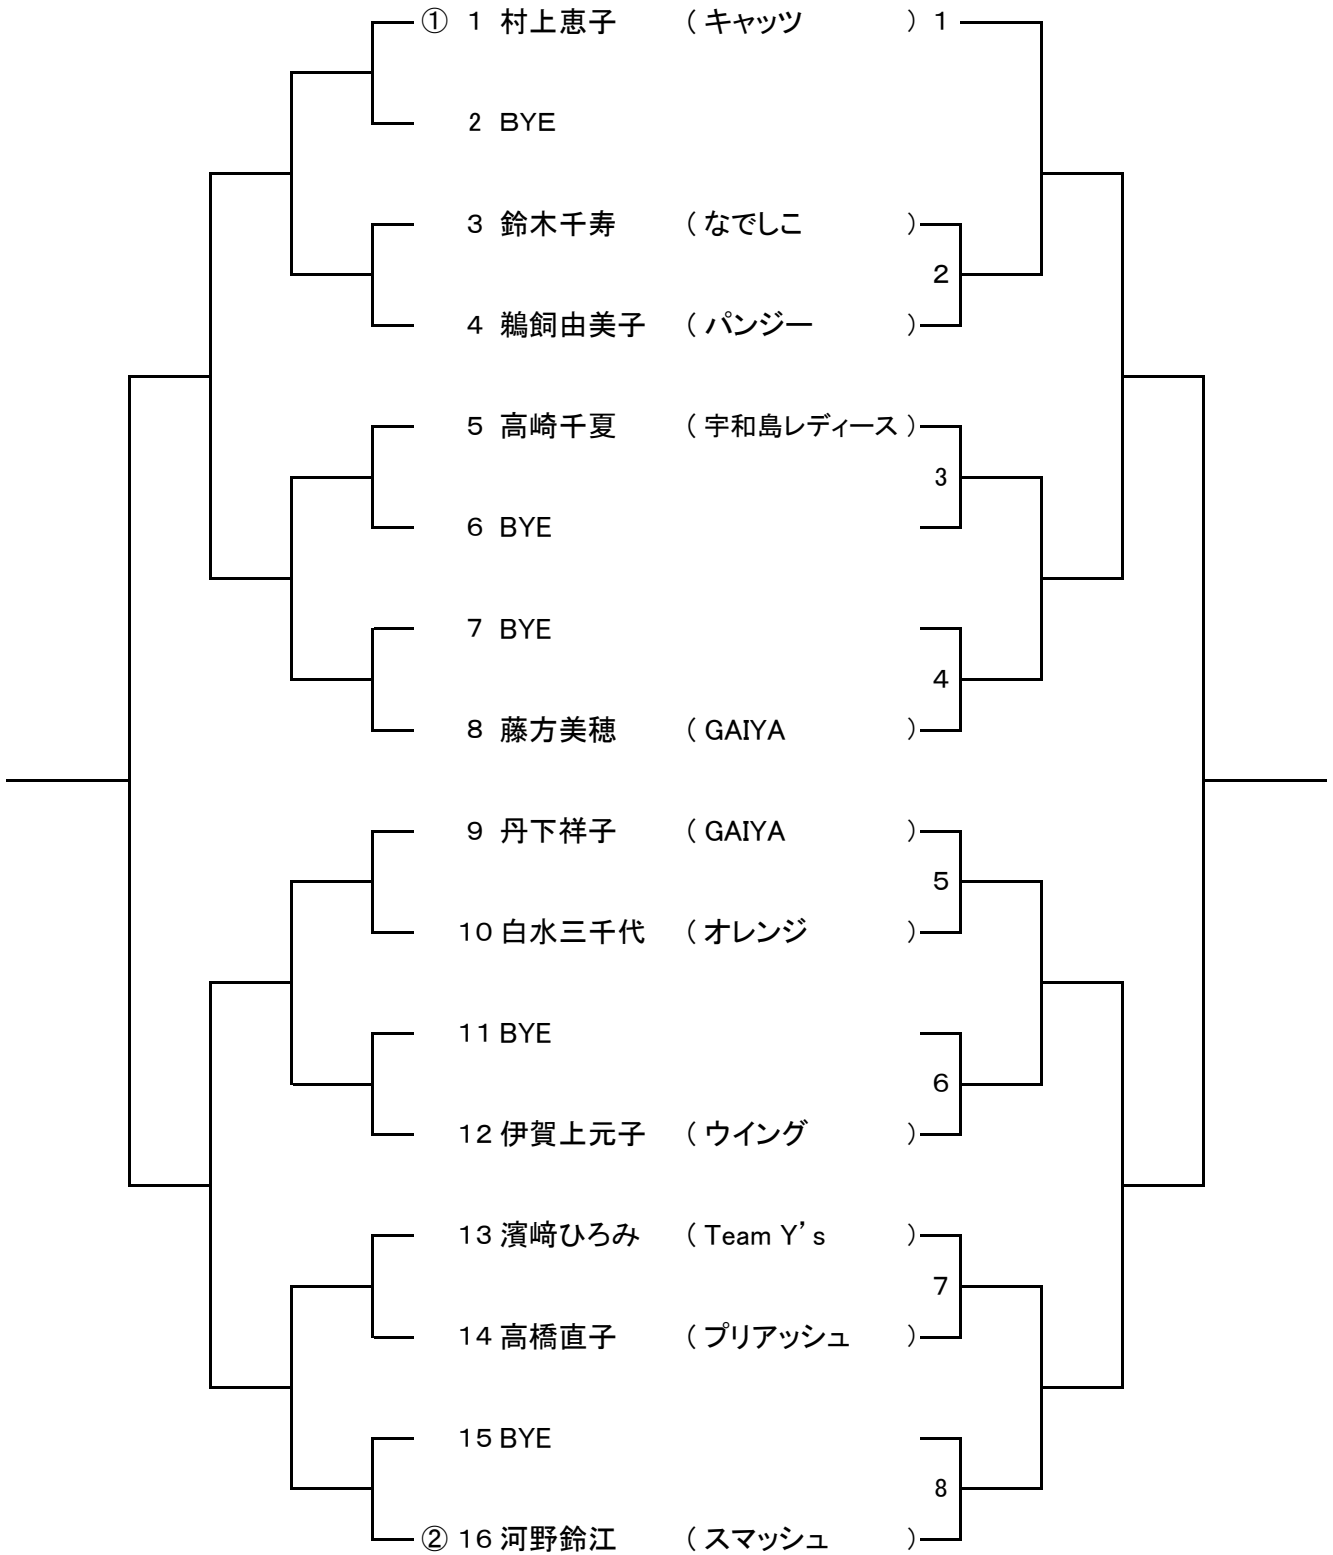 ① 1 村上恵子 ( キャッツ ) 1
2 BYE
3 鈴木千寿 ( なでしこ )
2
4 鵜飼由美子 ( パンジー )
5 高崎千夏 ( 宇和島レディース )
3
6 BYE
7 BYE
4
8 藤方美穂 ( GAIYA )
9 丹下祥子 ( GAIYA )
5
10 白水三千代 ( オレンジ )
11 BYE
6
12 伊賀上元子 ( ウイング )
13 濱﨑ひろみ ( Team Y’s )
7
14 高橋直子 ( プリアッシュ )
15 BYE
8
② 16 河野鈴江 ( スマッシュ )